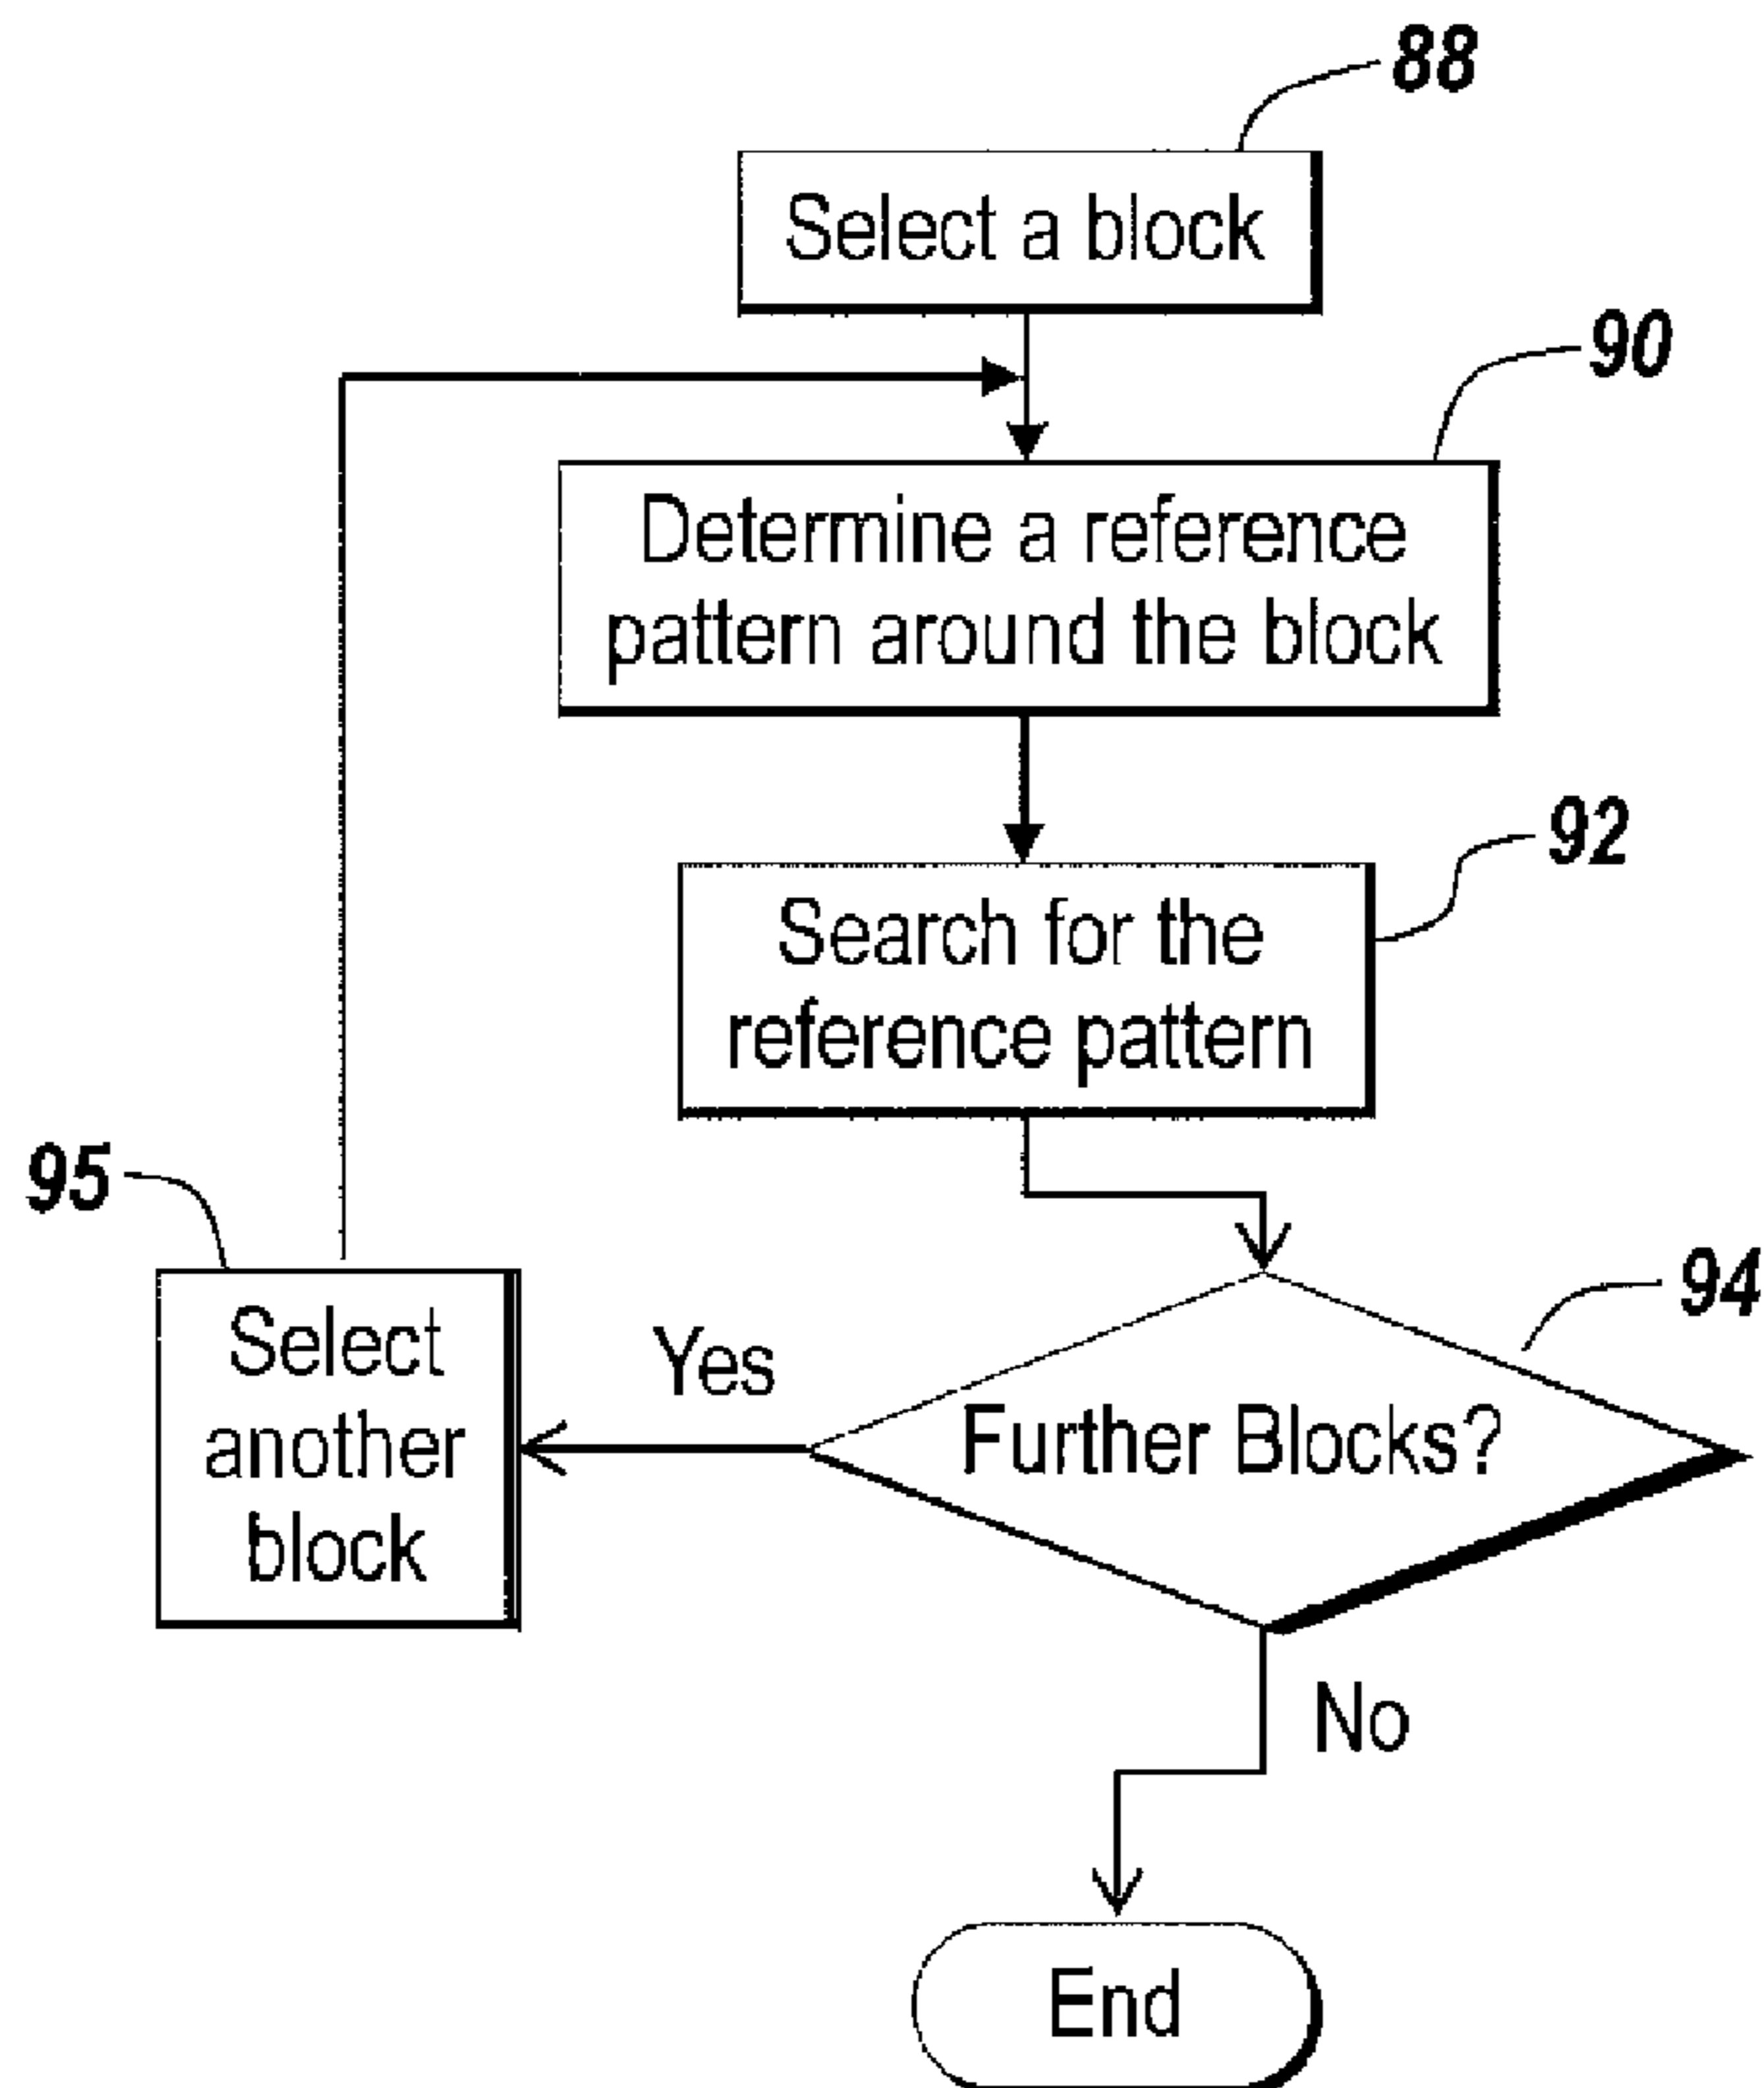 88
Select a block
90
Determine a reference
pattern around the block
92
Search for the
reference pattern
95
94
Select
another
block
Yes
Further Blocks?
No
End